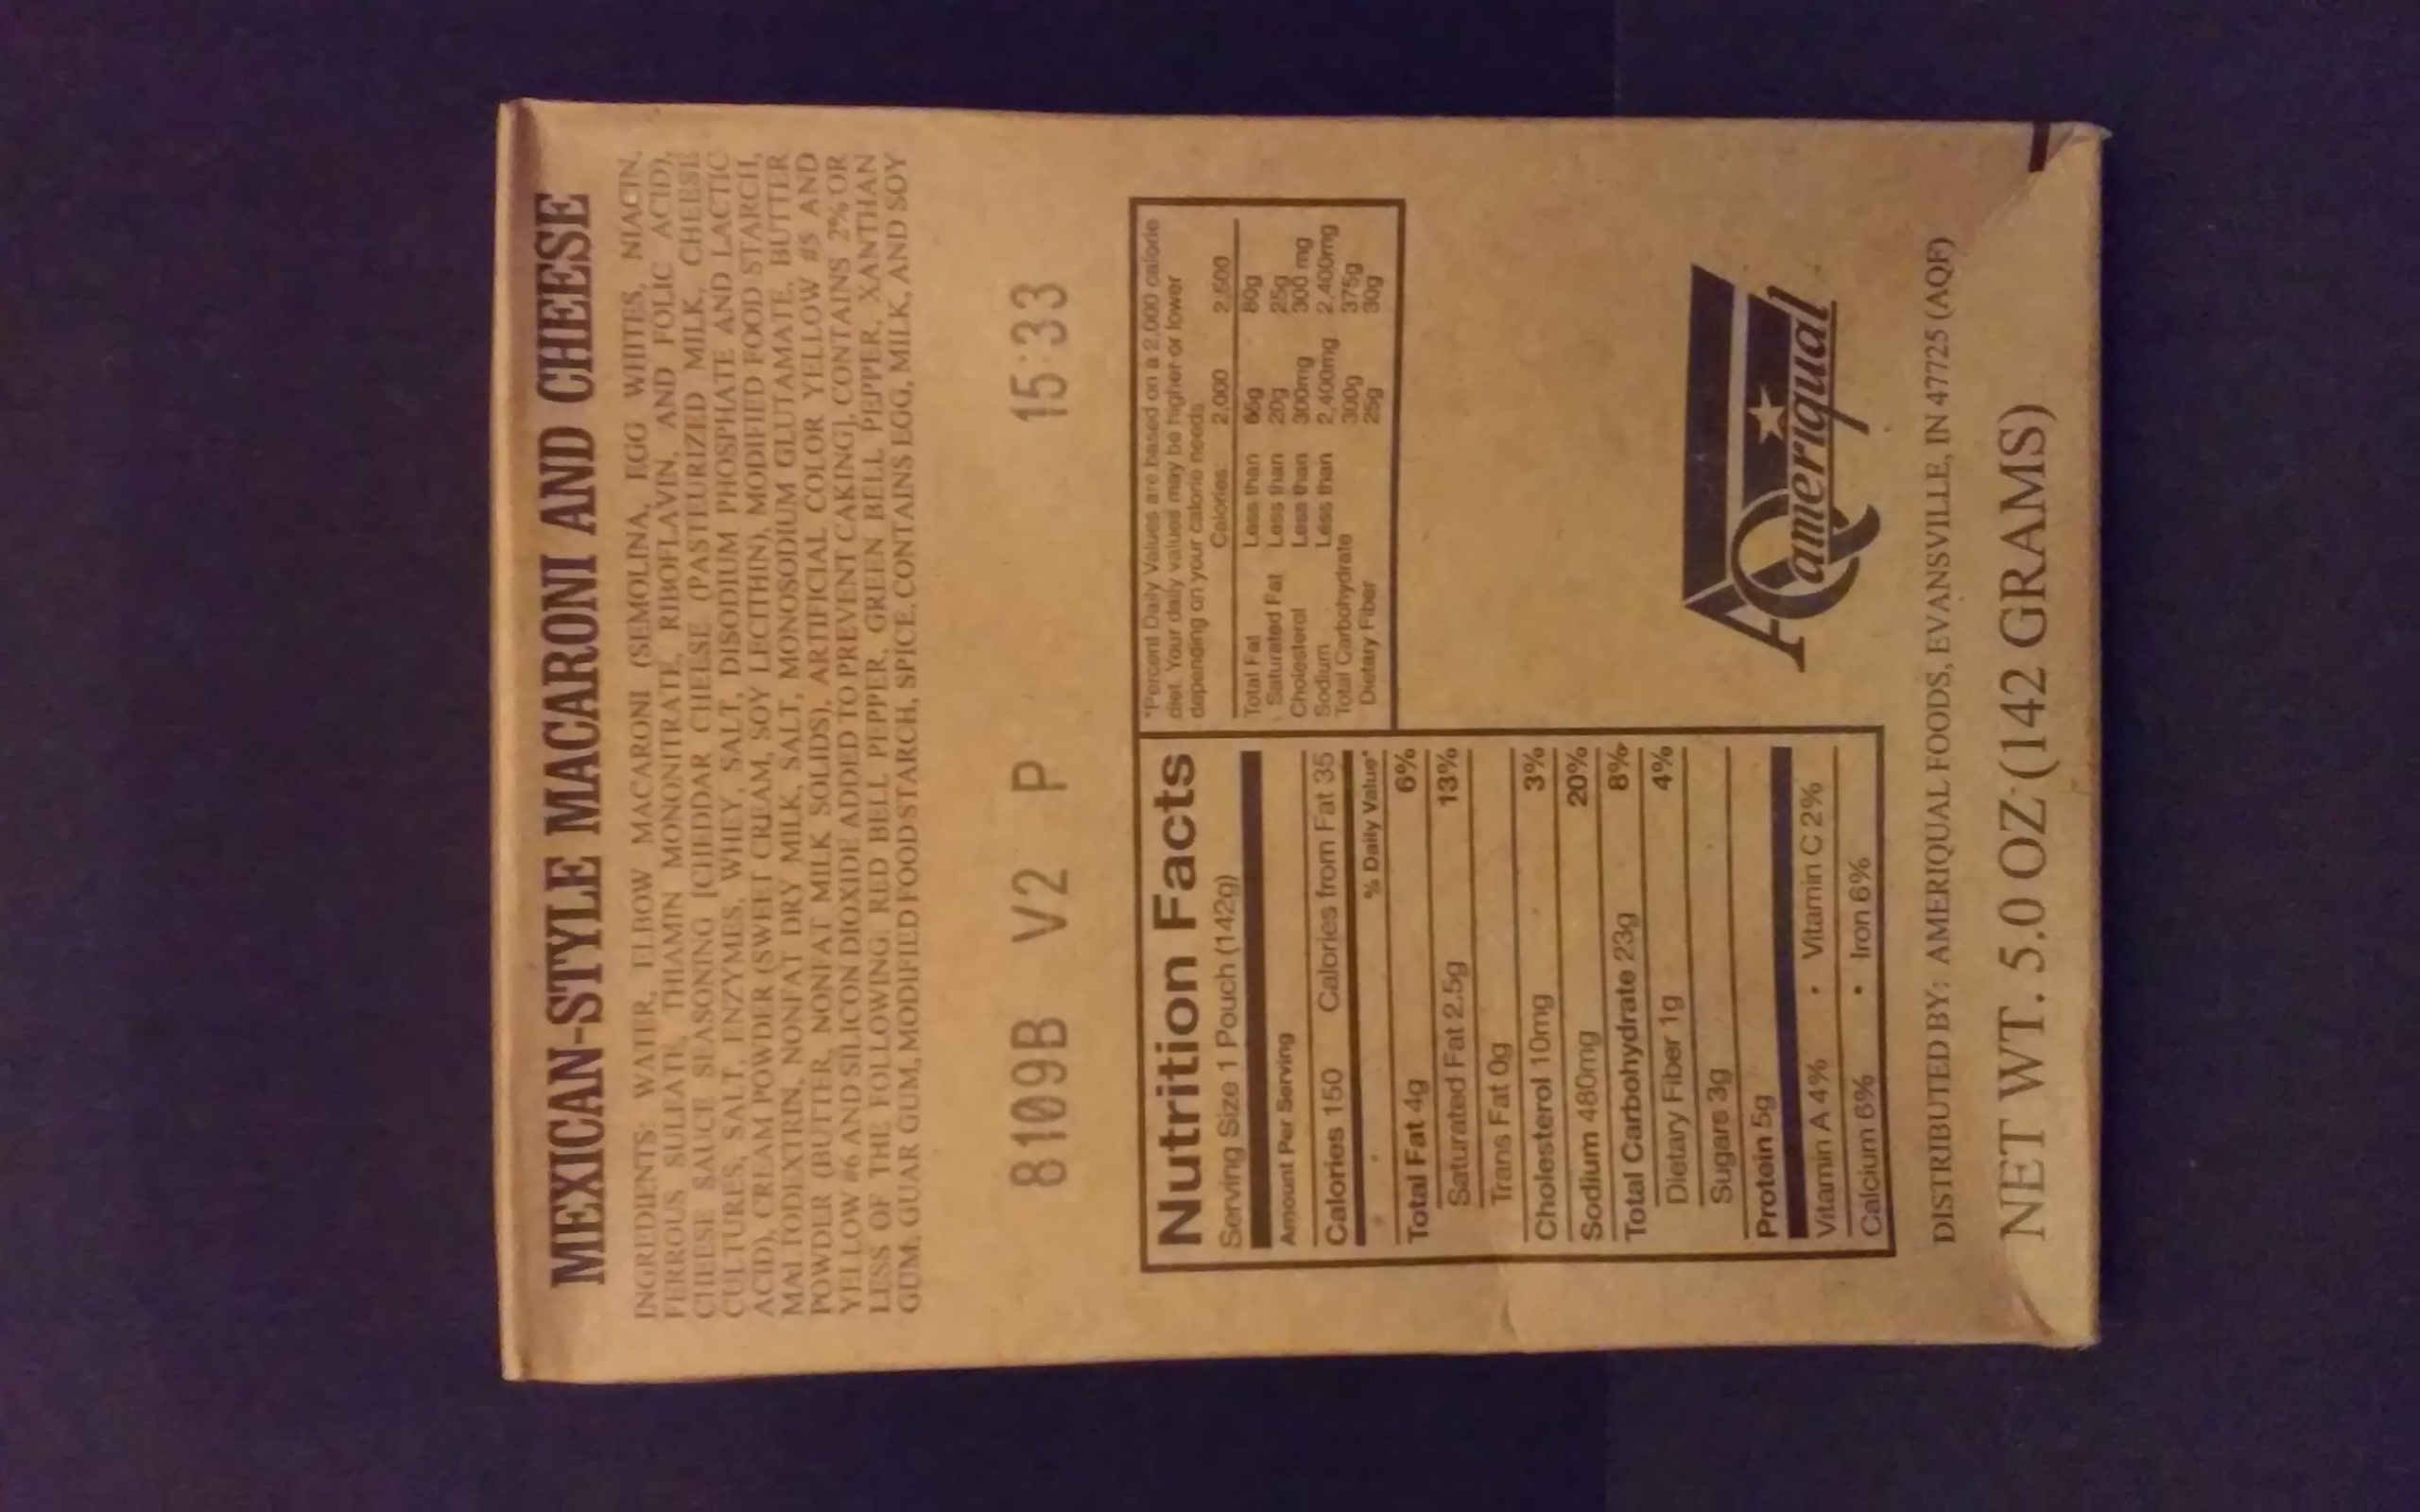 MEXICAN-STYLE MACARONI AND CHEESE
INGREDIENTS: WATER, ELBOW MACARONI (SEMOLINA, EGG WHITES, NIACIN,
FERROUS SULFATE, THAMIN MONONITRATE, RIBOFLAVIN, AND FOLIC ACID),
CHEESE SAUCE SEASONING [CHEDDAR CHEESE (PASTEURIZED MILK, CHEESE
CULTURES, SALT, ENZYMES, WHEY, SALT, DISODIUM PHOSPHATE AND LACTIC
ACID), CREAM POWDER (SWEET CREAM, SOY LECITHIN), MODIFIED FOOD STARCH,
MALTODEXTRIN, NONFAT DRY MILK, SALT, MONOSODIUM GLUTAMATE, BUTTER
POWDER (BUTTER, NONFAT MILK SOLIDS), ARTIFICIAL COLOR YELLOW #5 AND
YELLOW #6 AND SILICON DIOXIDE ADDED TO PREVENT CAKING], CONTAINS 2% OR
LESS OF THE FOLLOWING: RED BELL PEPPER, GREEN BELL PEPPER, XANTHAN
GUM, GUAR GUM, MODIFIED FOOD STARCH, SPICE. CONTAINS EGG, MILK, AND SOY
8109B V2 P 15:33
Nutrition Facts
Serving Size 1 Pouch (142g)
Amount Per Serving
Calories 150 Calories from Fat 35
% Daily Value*
Total Fat 4g 6%
Saturated Fat 2.5g 13%
Trans Fat 0g
Cholesterol 10mg 3%
Sodium 480mg 20%
Total Carbohydrate 23g 8%
Dietary Fiber 1g 4%
Sugars 3g
Protein 5g
Vitamin A 4% • Vitamin C 2%
Calcium 6% • Iron 6%
*Percent Daily Values are based on a 2,000 calorie
diet. Your daily values may be higher or lower
depending on your calorie needs:
Calories: 2,000 2,500
Total Fat Less than 65g 80g
Saturated Fat Less than 20g 25g
Cholesterol Less than 300mg 300 mg
Sodium Less than 2,400mg 2,400mg
Total Carbohydrate 300g 375g
Dietary Fiber 25g 30g
AQ ameriqual
DISTRIBUTED BY: AMERIQUAL FOODS, EVANSVILLE, IN 47725 (AQF)
NET WT. 5.0 OZ (142 GRAMS)